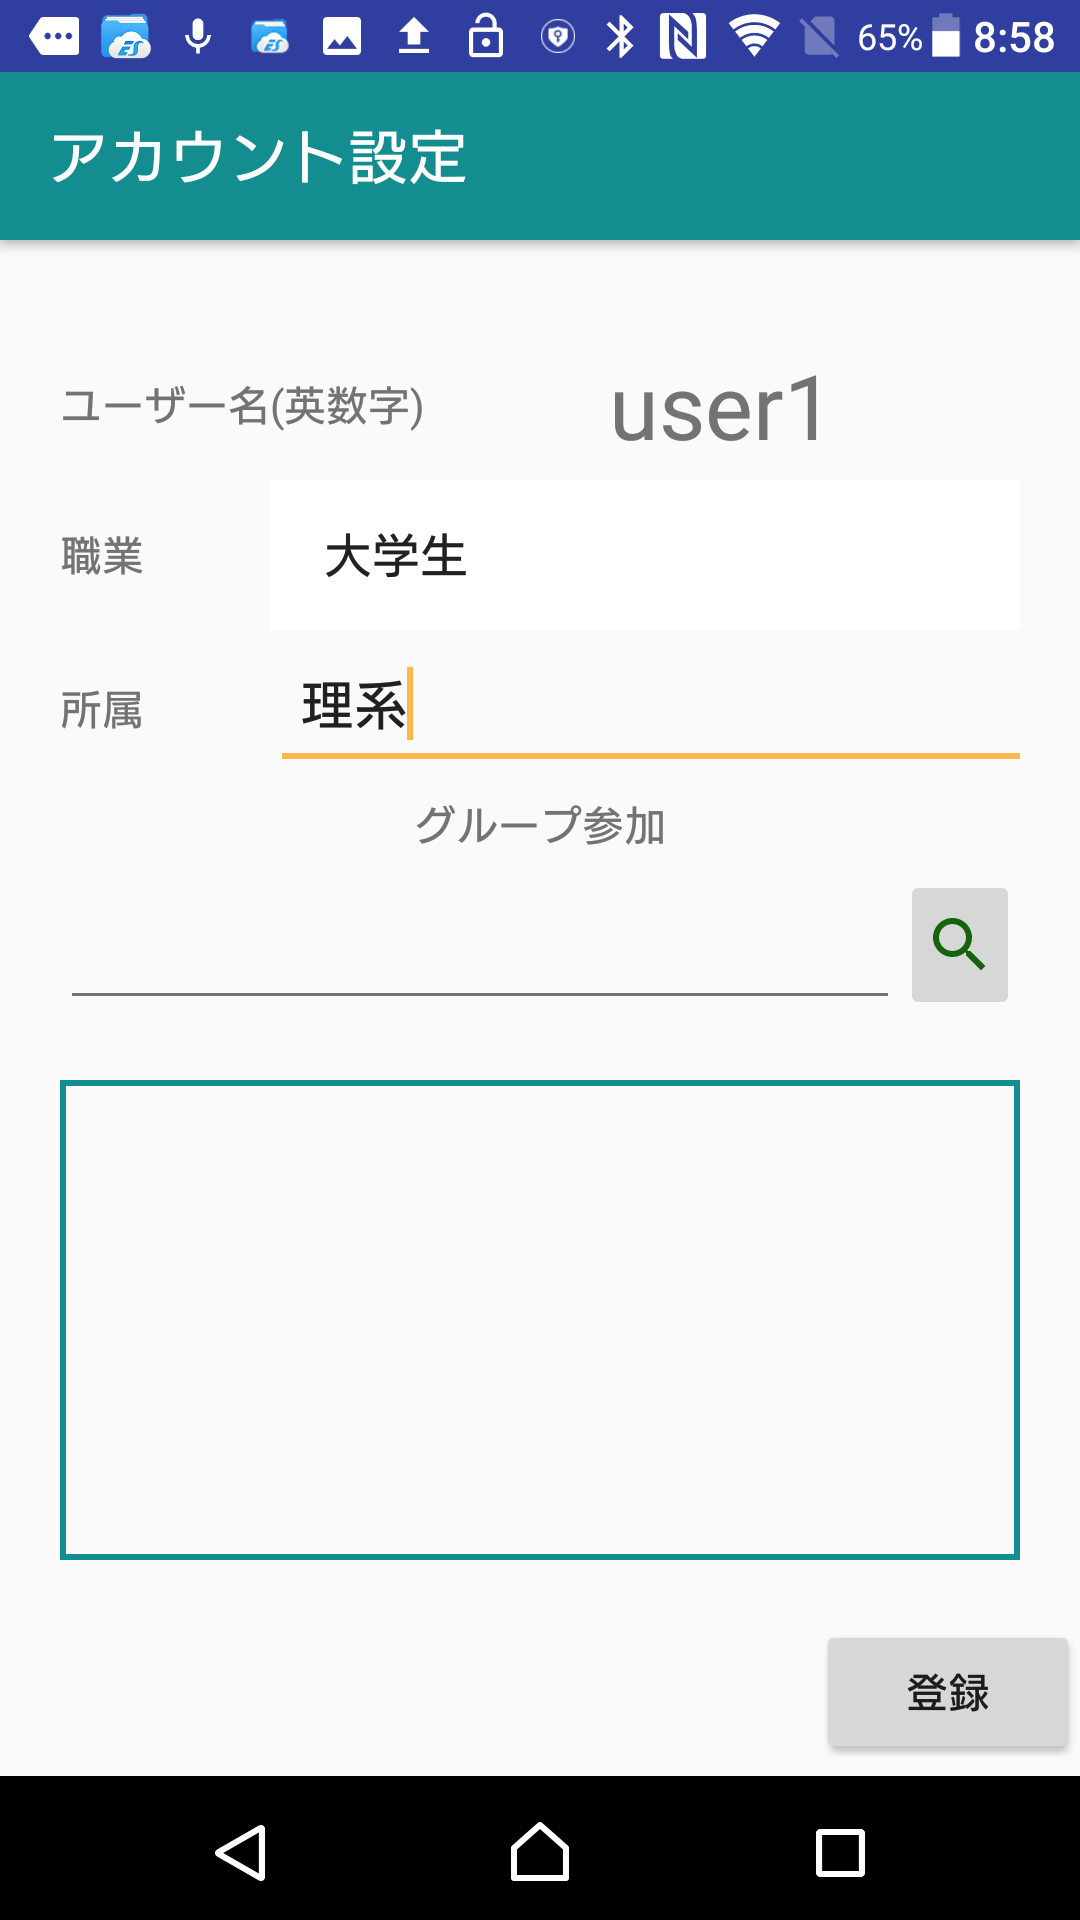 65% 8:58
アカウント設定
ユーザー名(英数字) user1
職業 大学生
所属 理系
グループ参加
登録